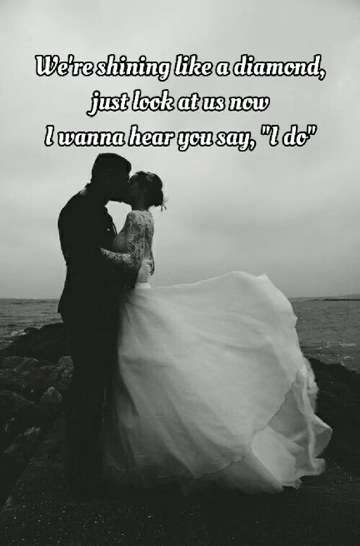 We're shining like a diamond,
just look at us now
I wanna hear you say, "I do"